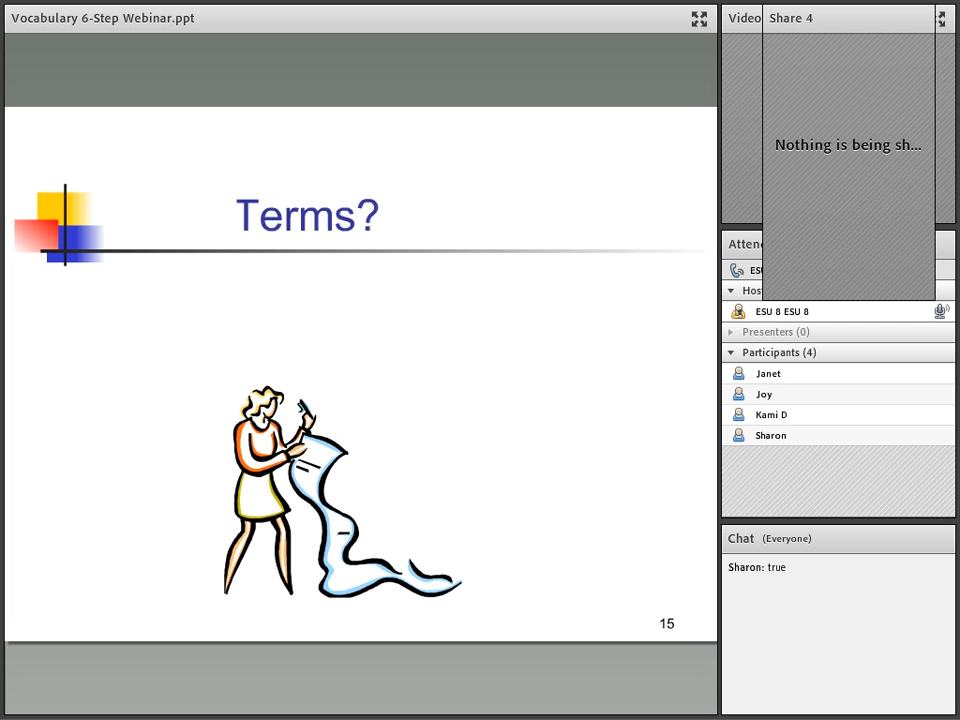 Vocabulary 6-Step Webinar.ppt
Terms?
15
Video
Share 4
Nothing is being sh...
Atten
ESU
Hos
ESU 8 ESU 8
Presenters (0)
Participants (4)
Janet
Joy
Kami D
Sharon
Chat (Everyone)
Sharon: true